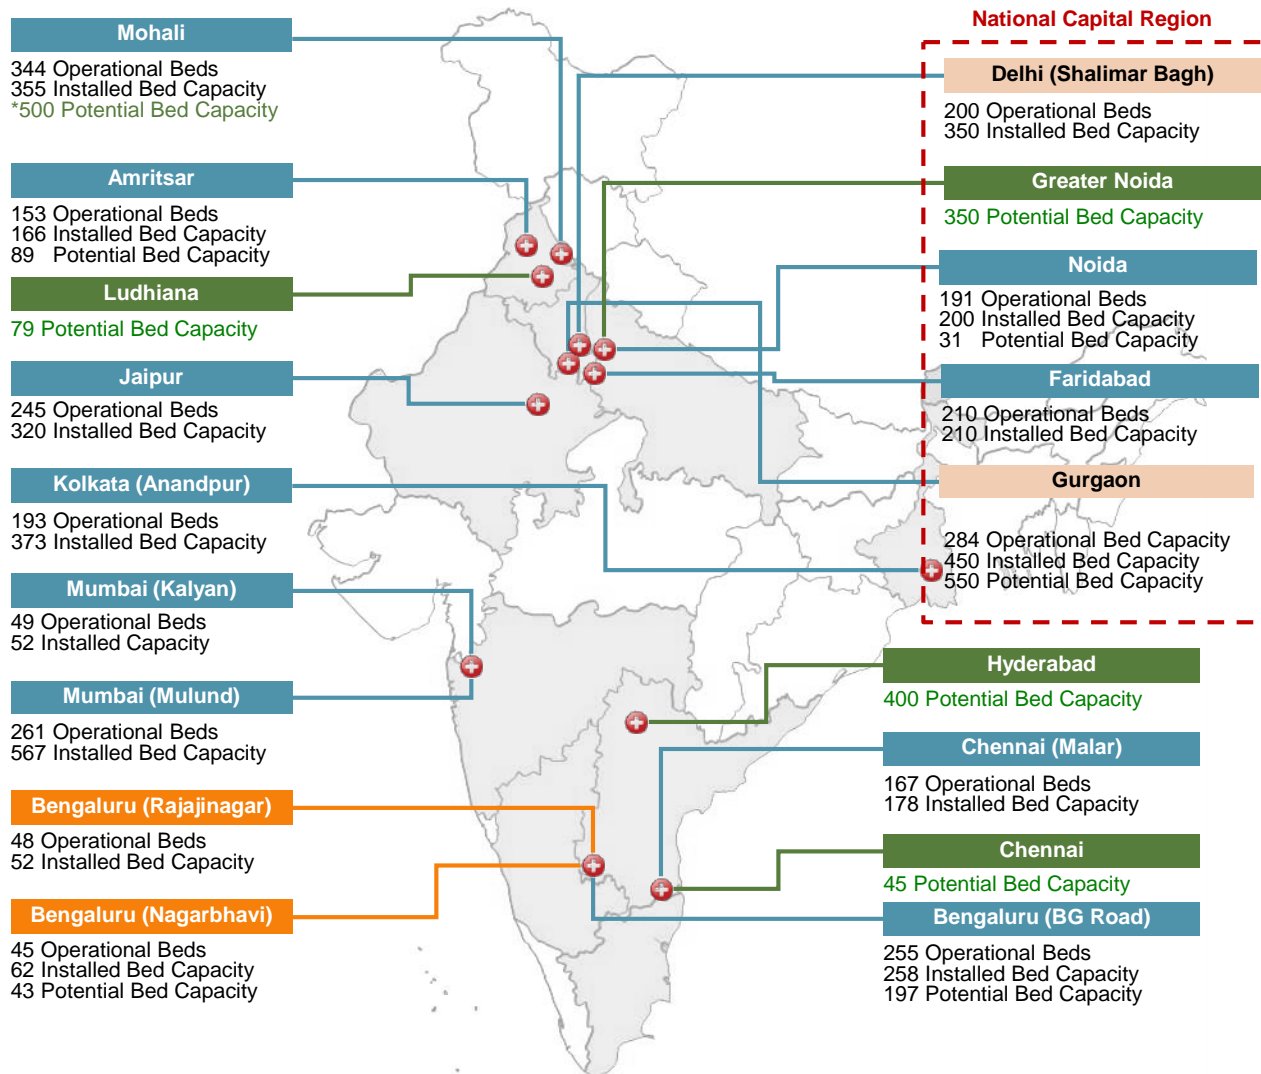 Mohali
344 Operational Beds
355 Installed Bed Capacity
*500 Potential Bed Capacity
Amritsar
153 Operational Beds
166 Installed Bed Capacity
89 Potential Bed Capacity
Ludhiana
79 Potential Bed Capacity
Jaipur
245 Operational Beds
320 Installed Bed Capacity
Kolkata (Anandpur)
193 Operational Beds
373 Installed Bed Capacity
Mumbai (Kalyan)
49 Operational Beds
52 Installed Capacity
Mumbai (Mulund)
261 Operational Beds
567 Installed Bed Capacity
Bengaluru (Rajajinagar)
48 Operational Beds
52 Installed Bed Capacity
Bengaluru (Nagarbhavi)
45 Operational Beds
62 Installed Bed Capacity
43 Potential Bed Capacity
National Capital Region
Delhi (Shalimar Bagh)
200 Operational Beds
350 Installed Bed Capacity
Greater Noida
350 Potential Bed Capacity
Noida
191 Operational Beds
200 Installed Bed Capacity
31 Potential Bed Capacity
Faridabad
210 Operational Beds
210 Installed Bed Capacity
Gurgaon
284 Operational Bed Capacity
450 Installed Bed Capacity
550 Potential Bed Capacity
Hyderabad
400 Potential Bed Capacity
Chennai (Malar)
167 Operational Beds
178 Installed Bed Capacity
Chennai
45 Potential Bed Capacity
Bengaluru (BG Road)
255 Operational Beds
258 Installed Bed Capacity
197 Potential Bed Capacity